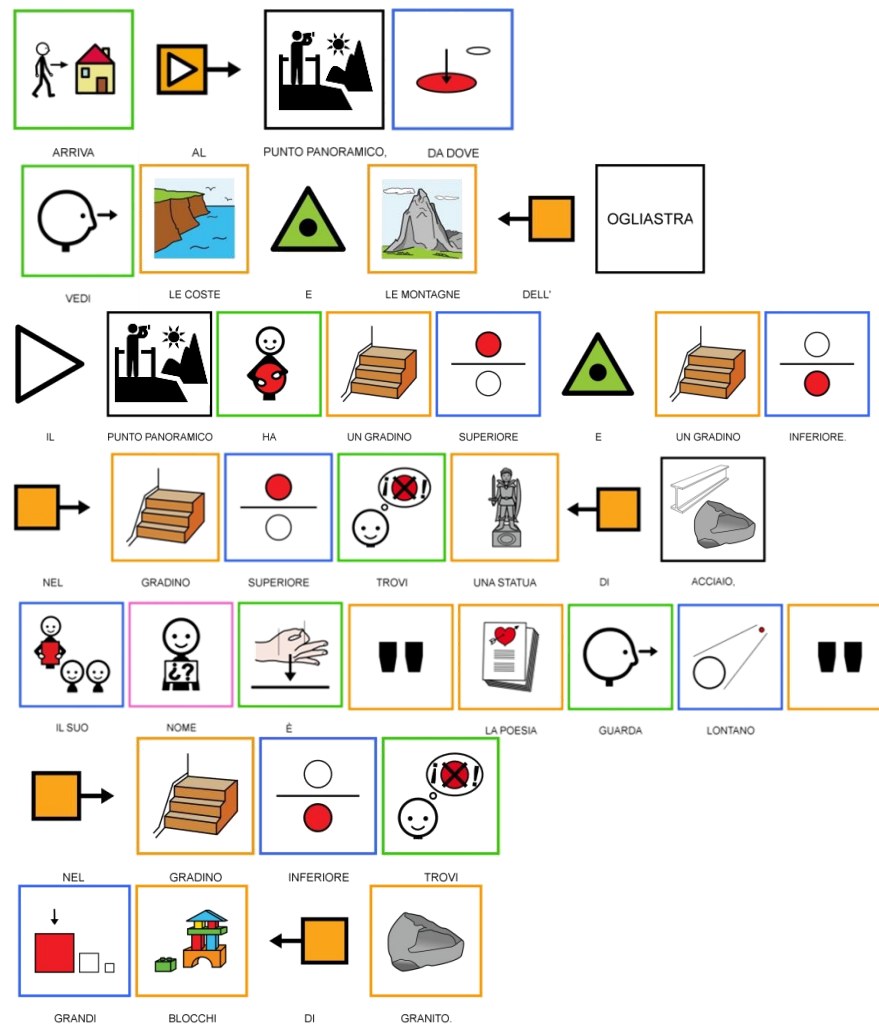 ARRIVA AL PUNTO PANORAMICO, DA DOVE
OGLIASTRA
VEDI LE COSTE E LE MONTAGNE DELL'
IL PUNTO PANORAMICO HA UN GRADINO SUPERIORE E UN GRADINO INFERIORE.
NEL GRADINO SUPERIORE TROVI UNA STATUA DI ACCIAIO,
IL SUO NOME È LA POESIA GUARDA LONTANO
NEL GRADINO INFERIORE TROVI
GRANDI BLOCCHI DI GRANITO.